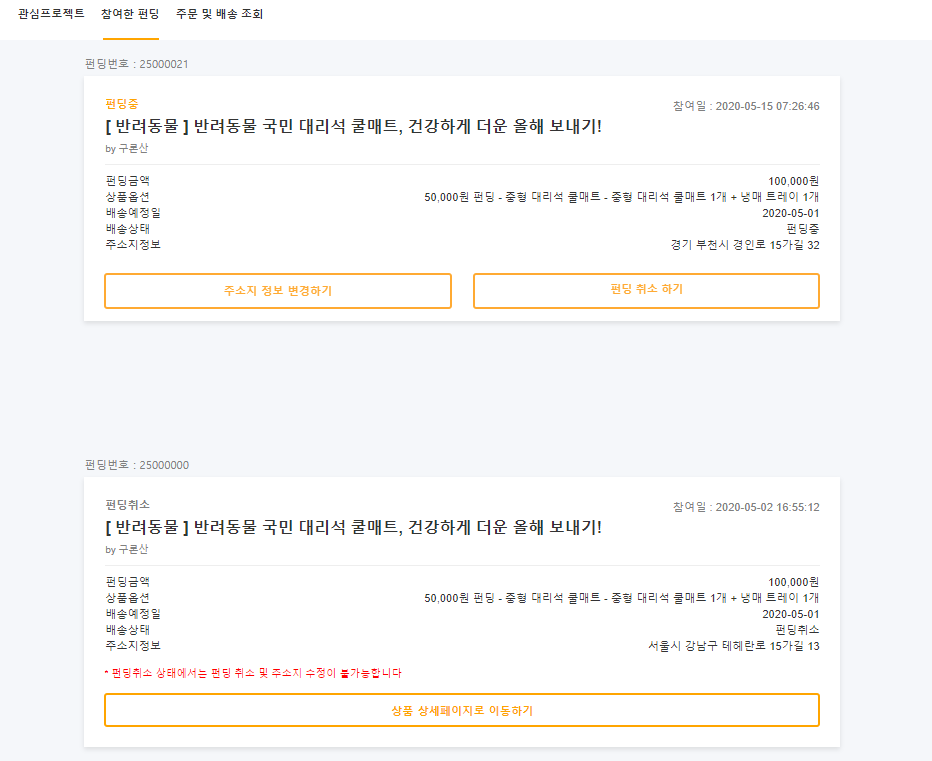 관심프로젝트 참여한 펀딩 주문 및 배송 조회
펀딩번호 : 25000021
펀딩중
참여일 : 2020-05-15 07:26:46
[ 반려동물 ] 반려동물 국민 대리석 쿨매트, 건강하게 더운 올해 보내기!
by 구론산
펀딩금액 100,000원
상품옵션 50,000원 펀딩 - 중형 대리석 쿨매트 - 중형 대리석 쿨매트 1개 + 냉매 트레이 1개
배송예정일 2020-05-01
배송상태 펀딩중
주소지정보 경기 부천시 경인로 15가길 32
주소지 정보 변경하기 펀딩 취소 하기
펀딩번호 : 25000000
펀딩취소
참여일 : 2020-05-02 16:55:12
[ 반려동물 ] 반려동물 국민 대리석 쿨매트, 건강하게 더운 올해 보내기!
by 구론산
펀딩금액 100,000원
상품옵션 50,000원 펀딩 - 중형 대리석 쿨매트 - 중형 대리석 쿨매트 1개 + 냉매 트레이 1개
배송예정일 2020-05-01
배송상태 펀딩취소
주소지정보 서울시 강남구 테헤란로 15가길 13
* 펀딩취소 상태에서는 펀딩 취소 및 주소지 수정이 불가능합니다
상품 상세페이지로 이동하기